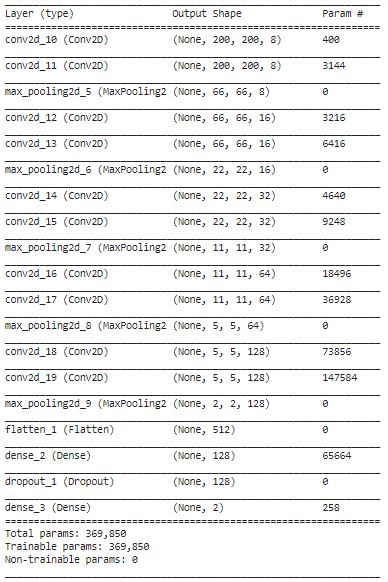 Layer (type) Output Shape Param #
conv2d_10 (Conv2D) (None, 200, 200, 8) 400
conv2d_11 (Conv2D) (None, 200, 200, 8) 3144
max_pooling2d_5 (MaxPooling2 (None, 66, 66, 8) 0
conv2d_12 (Conv2D) (None, 66, 66, 16) 3216
conv2d_13 (Conv2D) (None, 66, 66, 16) 6416
max_pooling2d_6 (MaxPooling2 (None, 22, 22, 16) 0
conv2d_14 (Conv2D) (None, 22, 22, 32) 4640
conv2d_15 (Conv2D) (None, 22, 22, 32) 9248
max_pooling2d_7 (MaxPooling2 (None, 11, 11, 32) 0
conv2d_16 (Conv2D) (None, 11, 11, 64) 18496
conv2d_17 (Conv2D) (None, 11, 11, 64) 36928
max_pooling2d_8 (MaxPooling2 (None, 5, 5, 64) 0
conv2d_18 (Conv2D) (None, 5, 5, 128) 73856
conv2d_19 (Conv2D) (None, 5, 5, 128) 147584
max_pooling2d_9 (MaxPooling2 (None, 2, 2, 128) 0
flatten_1 (Flatten) (None, 512) 0
dense_2 (Dense) (None, 128) 65664
dropout_1 (Dropout) (None, 128) 0
dense_3 (Dense) (None, 2) 258
Total params: 369,850
Trainable params: 369,850
Non-trainable params: 0